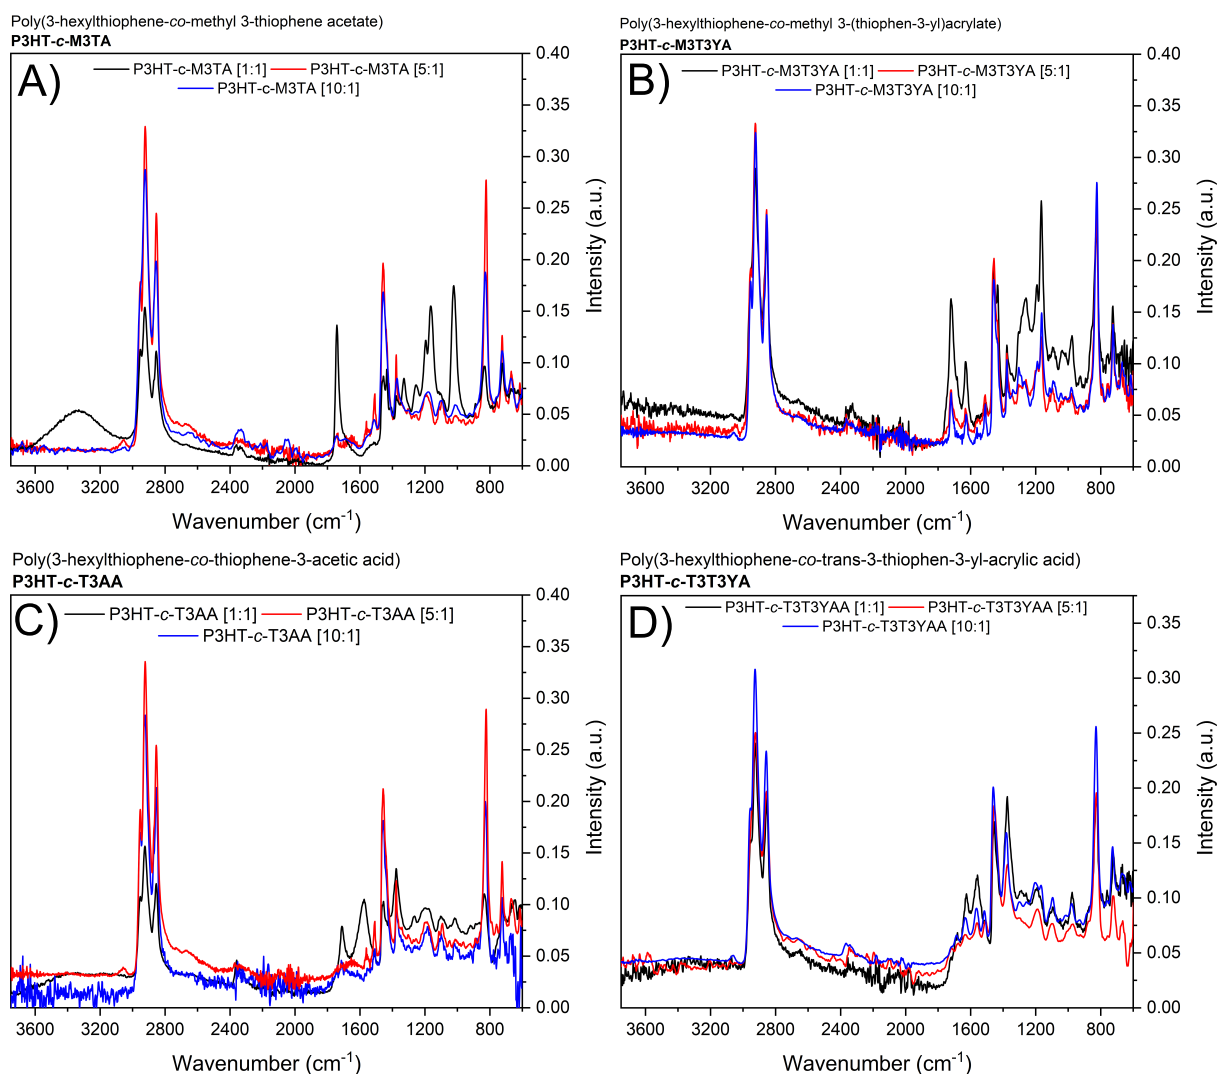 Poly(3-hexylthiophene-co-methyl 3-thiophene acetate)
P3HT-c-M3TA
A)
P3HT-c-M3TA [1:1] P3HT-c-M3TA [5:1]
P3HT-c-M3TA [10:1]
0.40
0.35
0.30
0.25
0.20
0.15
0.10
0.05
0.00
Intensity (a.u.)
3600 3200 2800 2400 2000 1600 1200 800
Wavenumber (cm-1)
Poly(3-hexylthiophene-co-methyl 3-(thiophen-3-yl)acrylate)
P3HT-c-M3T3YA
B)
P3HT-c-M3T3YA [1:1] P3HT-c-M3T3YA [5:1]
P3HT-c-M3T3YA [10:1]
0.40
0.35
0.30
0.25
0.20
0.15
0.10
0.05
0.00
Intensity (a.u.)
3600 3200 2800 2400 2000 1600 1200 800
Wavenumber (cm-1)
Poly(3-hexylthiophene-co-thiophene-3-acetic acid)
P3HT-c-T3AA
C)
P3HT-c-T3AA [1:1] P3HT-c-T3AA [5:1]
P3HT-c-T3AA [10:1]
0.40
0.35
0.30
0.25
0.20
0.15
0.10
0.05
0.00
Intensity (a.u.)
3600 3200 2800 2400 2000 1600 1200 800
Wavenumber (cm-1)
Poly(3-hexylthiophene-co-trans-3-thiophen-3-yl-acrylic acid)
P3HT-c-T3T3YA
D)
P3HT-c-T3T3YAA [1:1] P3HT-c-T3T3YAA [5:1]
P3HT-c-T3T3YAA [10:1]
0.35
0.30
0.25
0.20
0.15
0.10
0.05
0.00
Intensity (a.u.)
3600 3200 2800 2400 2000 1600 1200 800
Wavenumber (cm-1)